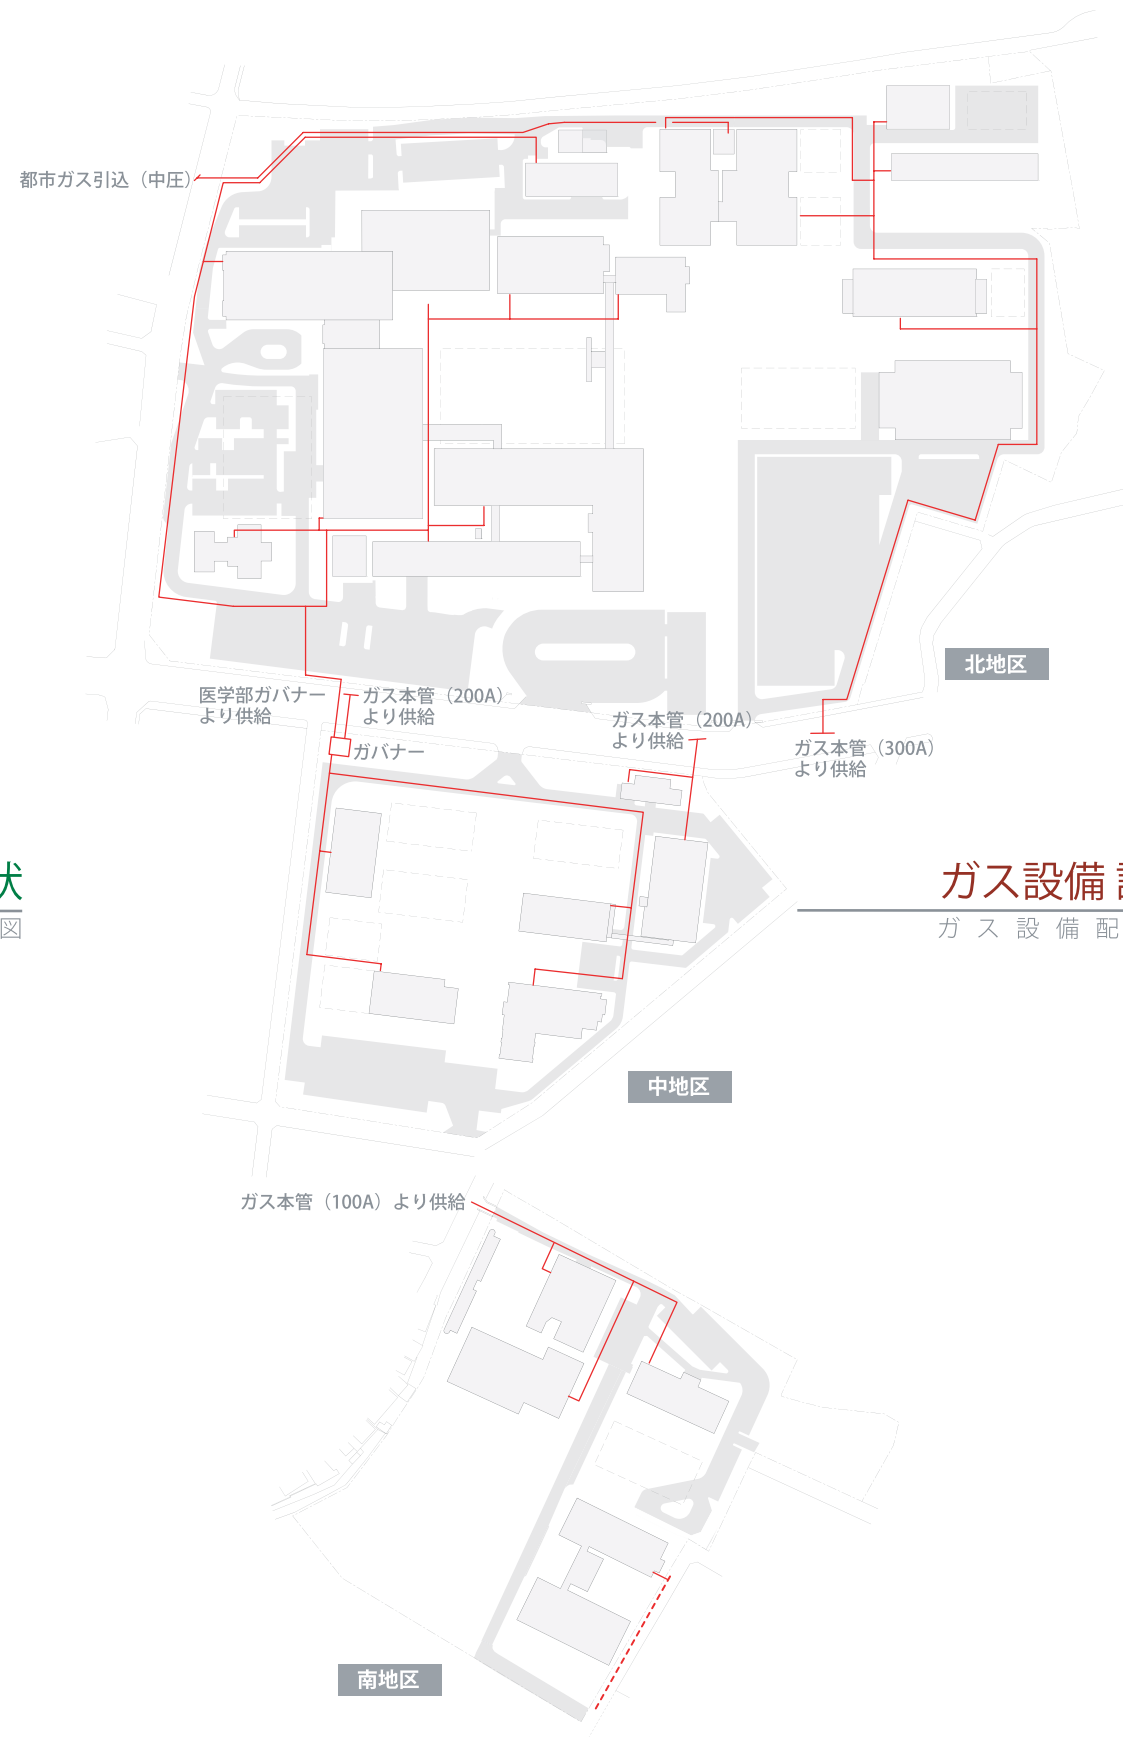 都市ガス引込（中圧）
北地区
医学部ガバナー
より供給
ガス本管（200A）
より供給
ガス本管（200A）
より供給
ガス本管（300A）
より供給
ガバナー
状
図
ガス設備
ガス設備配
中地区
ガス本管（100A）より供給
南地区